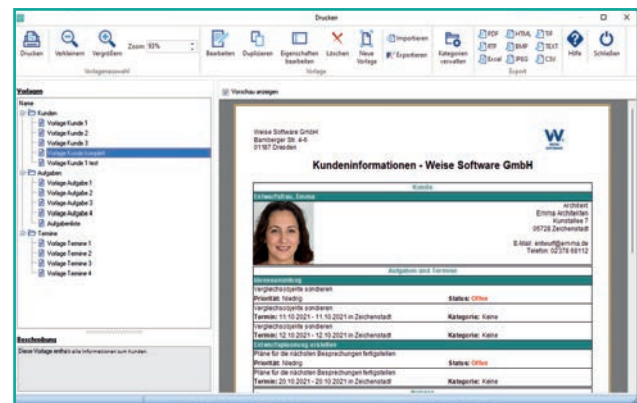 Drucken
Drucken Verkleinern Vergrößern Zoom: 93%
Vorlagenauswahl
Bearbeiten Duplizieren Eigenschaften bearbeiten Löschen Neue Vorlage
Importieren
Exportieren
Vorlage
Kategorien verwalten
PDF HTML TIF
RTF BMP TEXT
Excel JPEG CSV
Export
Hilfe Schließen
Vorlagen
Name
Kunden
Vorlage Kunde 1
Vorlage Kunde 2
Vorlage Kunde 3
Vorlage Kunde komplett
Vorlage Kunde 1 test
Aufgaben
Vorlage Aufgabe 1
Vorlage Aufgabe 2
Vorlage Aufgabe 3
Vorlage Aufgabe 4
Aufgabenliste
Termine
Vorlage Termine 1
Vorlage Termine 2
Vorlage Termine 3
Vorlage Termine 4
Beschreibung
Diese Vorlage enthält alle Informationen zum Kunden.
Vorschau anzeigen
Weise Software GmbH
Bamberger Str. 4-6
01187 Dresden
W
Kundeninformationen - Weise Software GmbH
Kunde
Entwurfsfrau, Emma
Architekt
Emma Architekten
Kunstallee 7
05728 Zeichenstadt
E-Mail: entwurf@emma.de
Telefon: 02378 68112
Aufgaben und Termine
Vergleichsobjekte sondieren
Priorität: Niedrig Status: Offen
Vergleichsobjekte sondieren
Termin: 11.10.2021 - 11.10.2021 in Zeichenstadt Kategorie: Keine
Vergleichsobjekte sondieren
Termin: 12.10.2021 - 12.10.2021 in Zeichenstadt Kategorie: Keine
Entwurfsplanung erstellen
Pläne für die nächsten Besprechungen fertigstellen
Priorität: Niedrig Status: Offen
Pläne für die nächsten Besprechungen fertigstellen
Termin: 20.10.2021 - 20.10.2021 in Zeichenstadt Kategorie: Keine